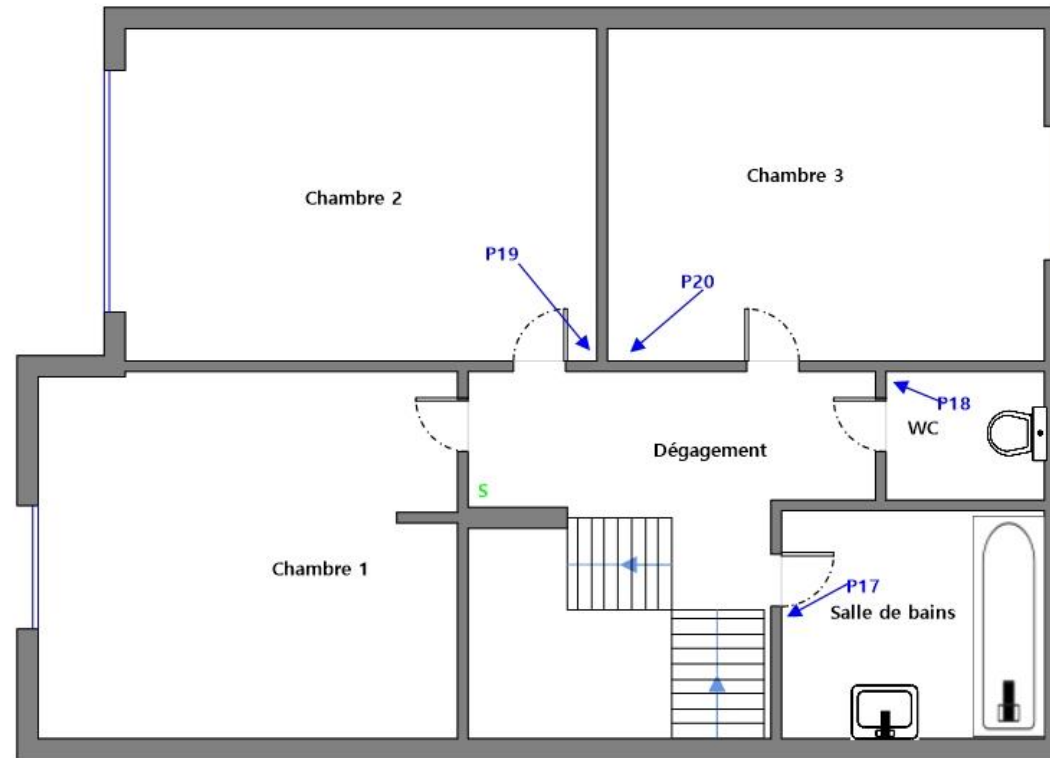 Chambre 3
Chambre 2
P19
P20
P18
WC
Dégagement
S
Chambre 1
P17
Salle de bains